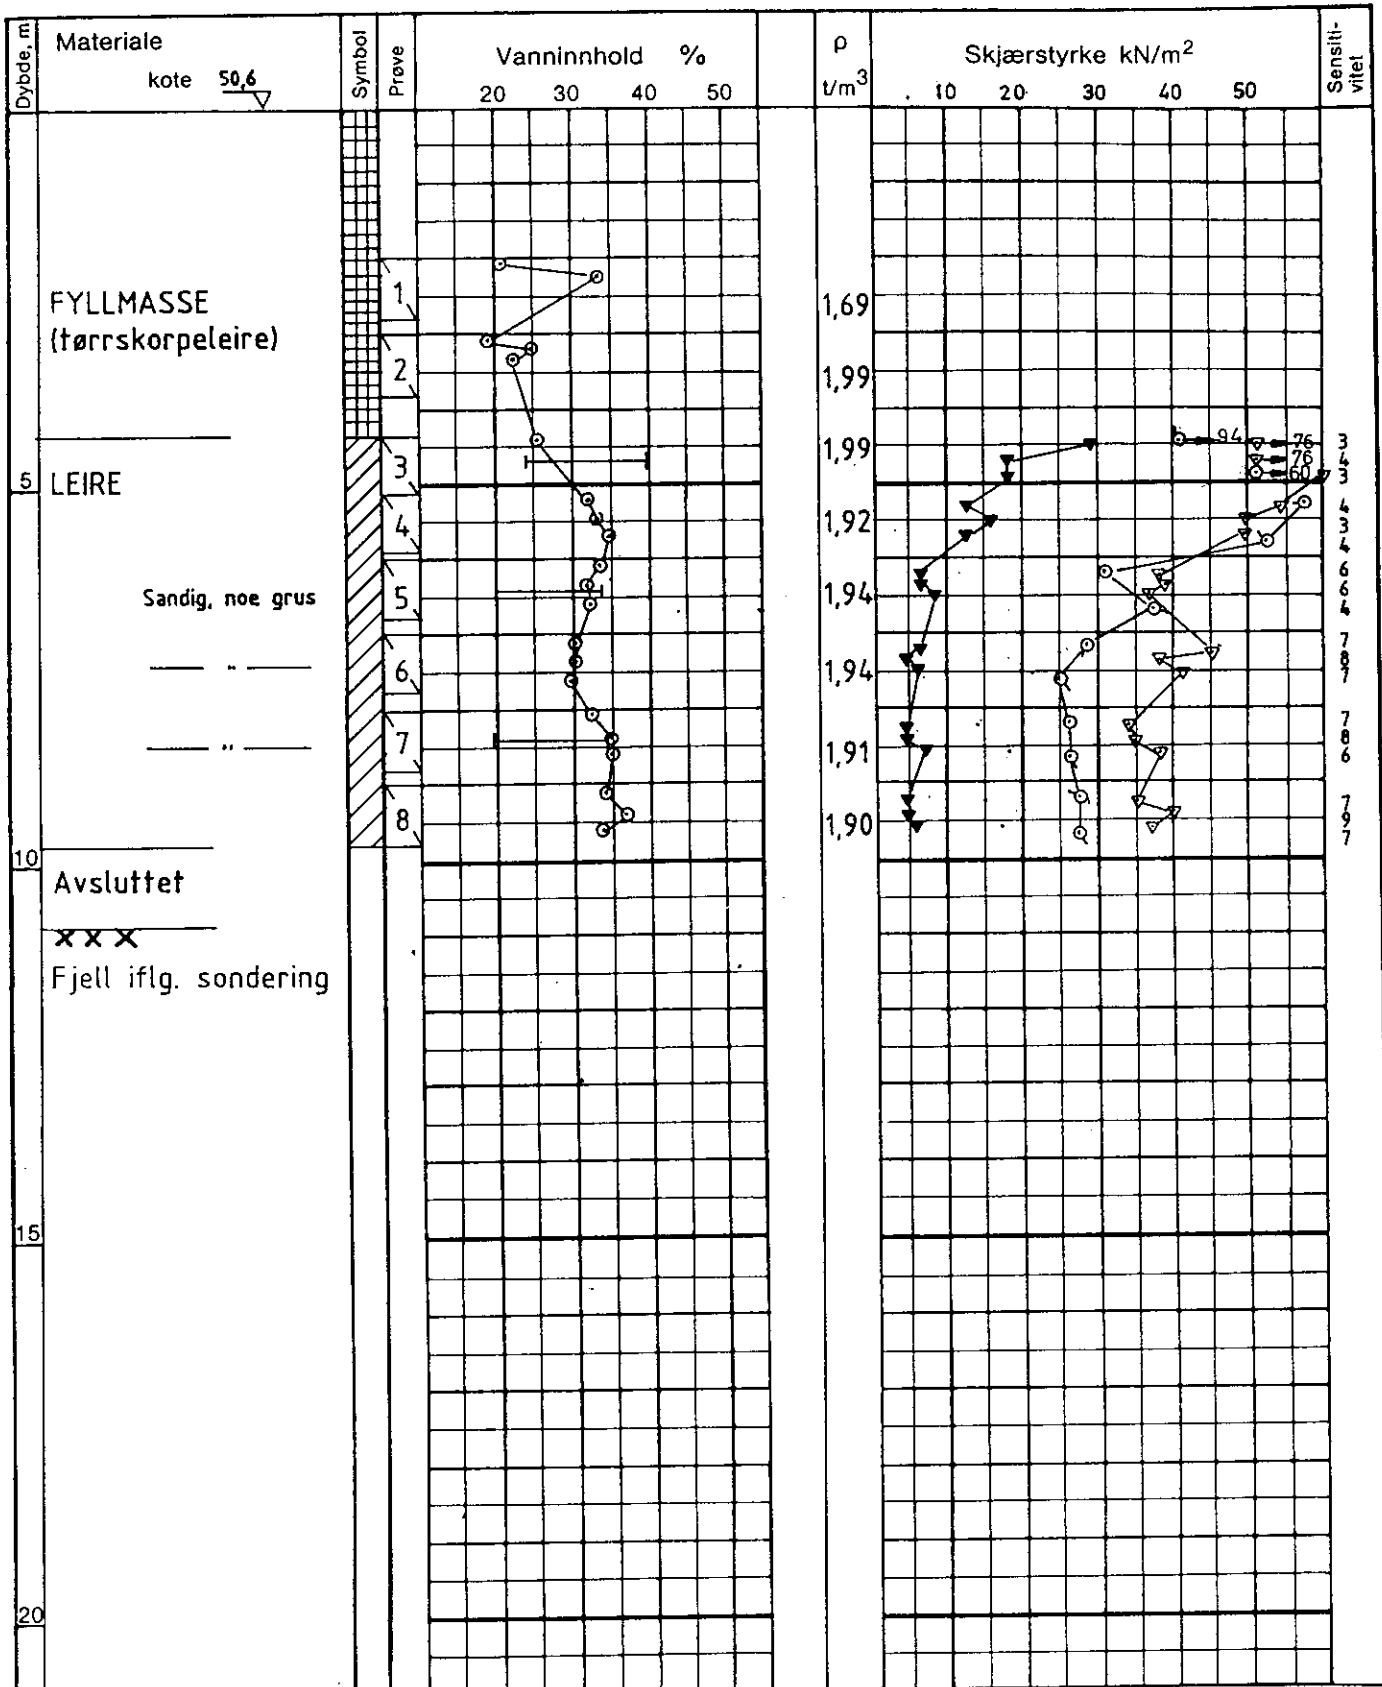 Dybde, m
Materiale
kote 50,6
Symbol
Prøve
Vanninnhold %
20 30 40 50
ρ
t/m³
Skjærstyrke kN/m²
10 20 30 40 50
Sensiti-
vitet
1
FYLLMASSE
(tørrskorpeleire)
1,69
2
1,99
3
LEIRE
1,99
94
76
76
60
3
4
3
5
4
1,92
4
3
4
5
Sandig, noe grus
1,94
6
6
4
6
"
1,94
7
8
7
7
"
1,91
7
8
6
8
1,90
7
9
7
10
Avsluttet
x x x
Fjell iflg. sondering
15
20